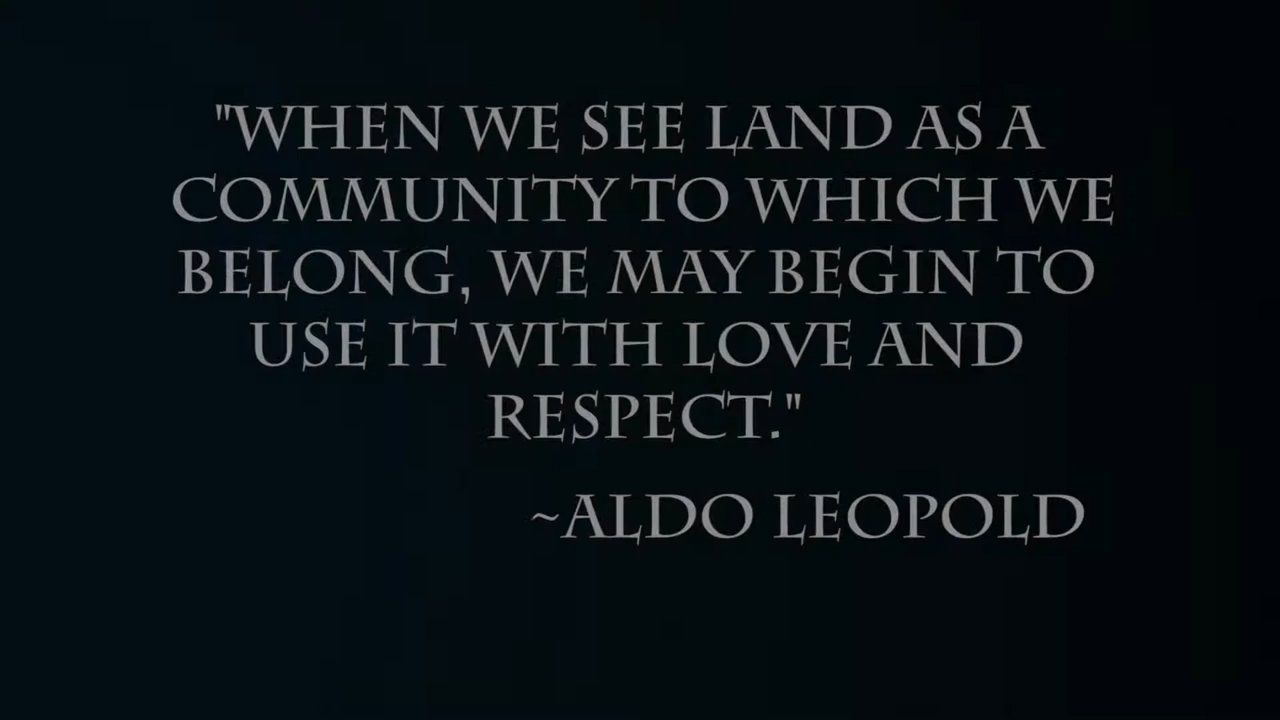 "WHEN WE SEE LAND AS A
COMMUNITY TO WHICH WE
BELONG, WE MAY BEGIN TO
USE IT WITH LOVE AND
RESPECT."
~ALDO LEOPOLD